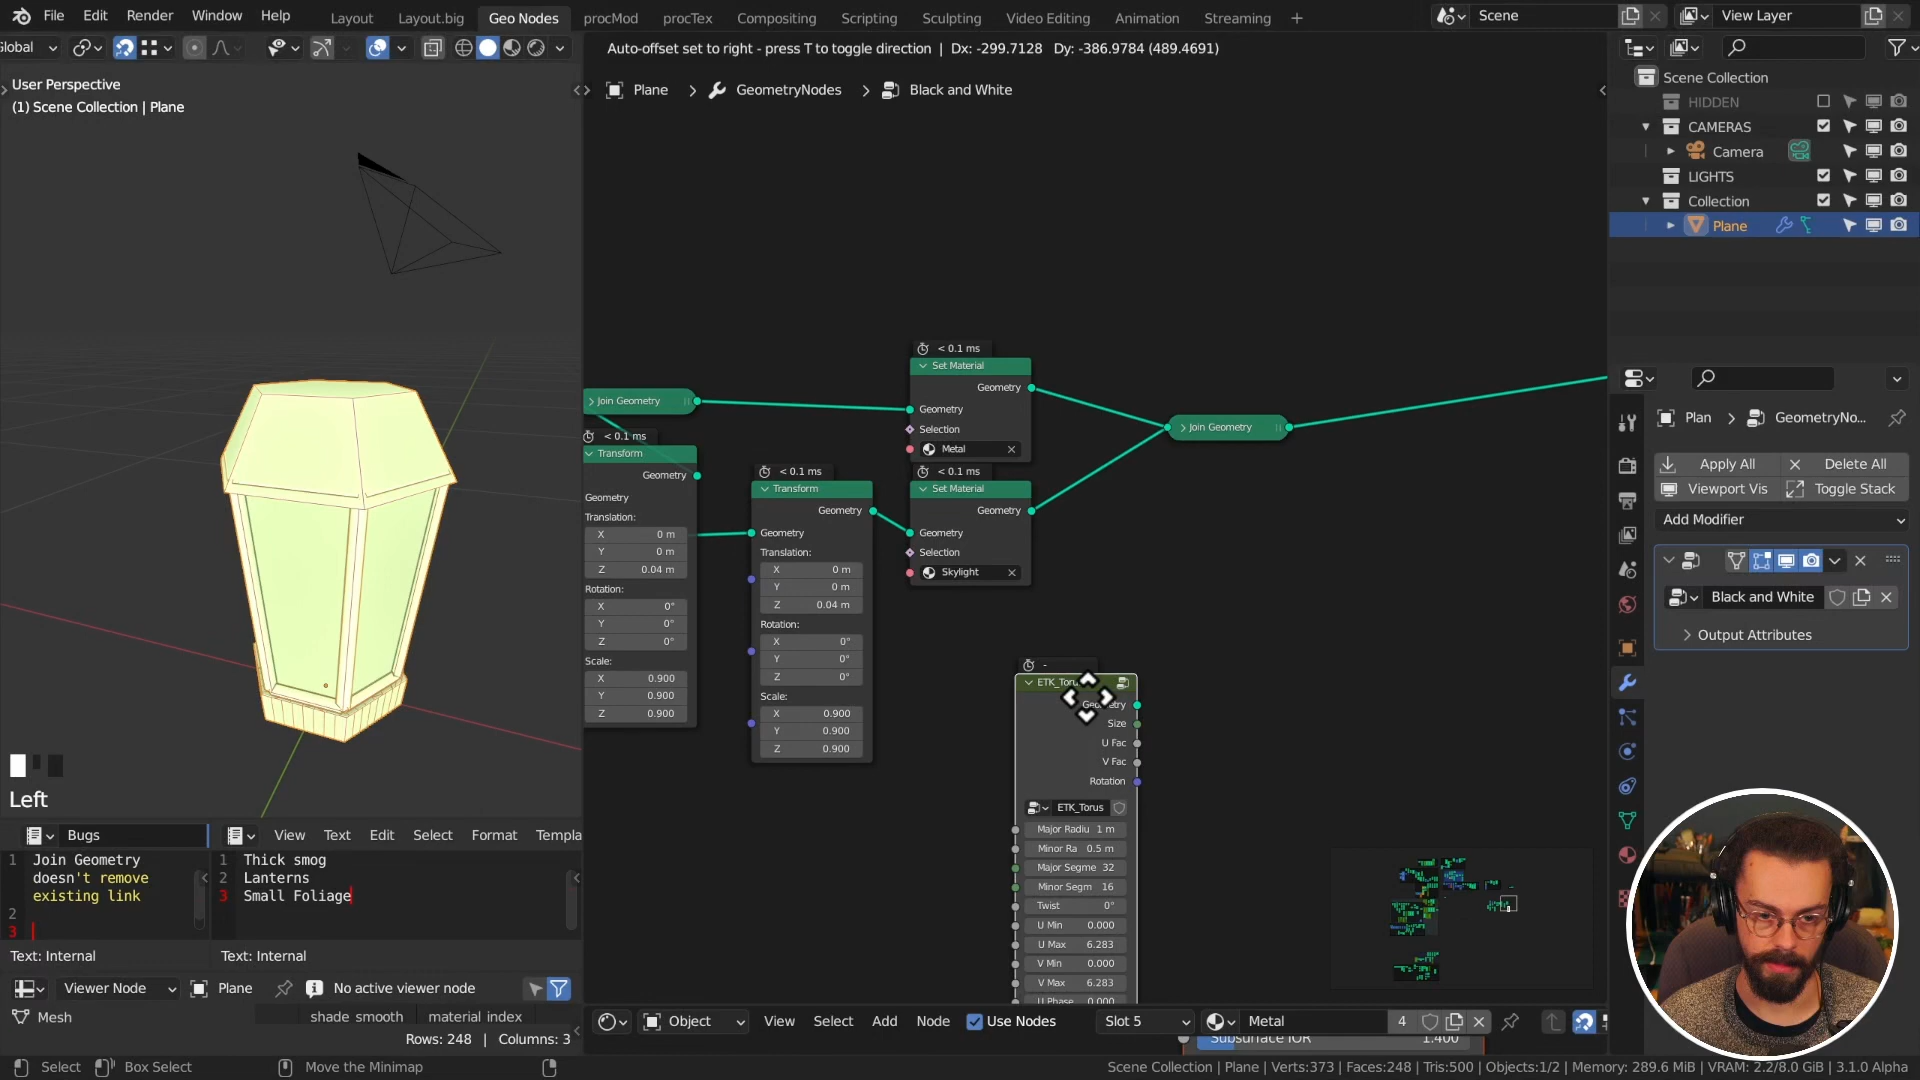 File Edit Render Window Help Layout Layout.big Geo Nodes procMod procTex Compositing Scripting Sculpting Video Editing Animation Streaming Scene View Layer
Global
Auto-offset set to right - press T to toggle direction | Dx: -299.7128 Dy: -386.9784 (489.4691)
User Perspective
(1) Scene Collection | Plane
Plane > GeometryNodes > Black and White
Scene Collection
HIDDEN
CAMERAS
Camera
LIGHTS
Collection
Plane
< 0.1 ms
Set Material
Geometry
Geometry
Selection
Metal
Join Geometry
Join Geometry
< 0.1 ms
Transform
Geometry
Geometry
Translation:
X 0 m
Y 0 m
Z 0.04 m
Rotation:
X 0°
Y 0°
Z 0°
Scale:
X 0.900
Y 0.900
Z 0.900
< 0.1 ms
Transform
Geometry
Geometry
Translation:
X 0 m
Y 0 m
Z 0.04 m
Rotation:
X 0°
Y 0°
Z 0°
Scale:
X 0.900
Y 0.900
Z 0.900
< 0.1 ms
Set Material
Geometry
Geometry
Selection
Skylight
-
ETK_Toru
Geometry
Size
U Fac
V Fac
Rotation
ETK_Torus
Major Radiu 1 m
Minor Ra 0.5 m
Major Segme 32
Minor Segm 16
Twist 0°
U Min 0.000
U Max 6.283
V Min 0.000
V Max 6.283
U Phase 0.000
Plan > GeometryNo...
Apply All Delete All
Viewport Vis Toggle Stack
Add Modifier
Black and White
Output Attributes
Left
Bugs
1 Join Geometry
doesn't remove
existing link
2
3
Text: Internal
View Text Edit Select Format Templa
1 Thick smog
2 Lanterns
3 Small Foliage
Text: Internal
Viewer Node Plane No active viewer node
Mesh shade_smooth material_index
Rows: 248 | Columns: 3
Object View Select Add Node Use Nodes Slot 5 Metal 4
Subsurface IOR 1.400
Select Box Select Move the Minimap
Scene Collection | Plane | Verts:373 | Faces:248 | Tris:500 | Objects:1/2 | Memory: 289.6 MiB | VRAM: 2.2/8.0 GiB | 3.1.0 Alpha